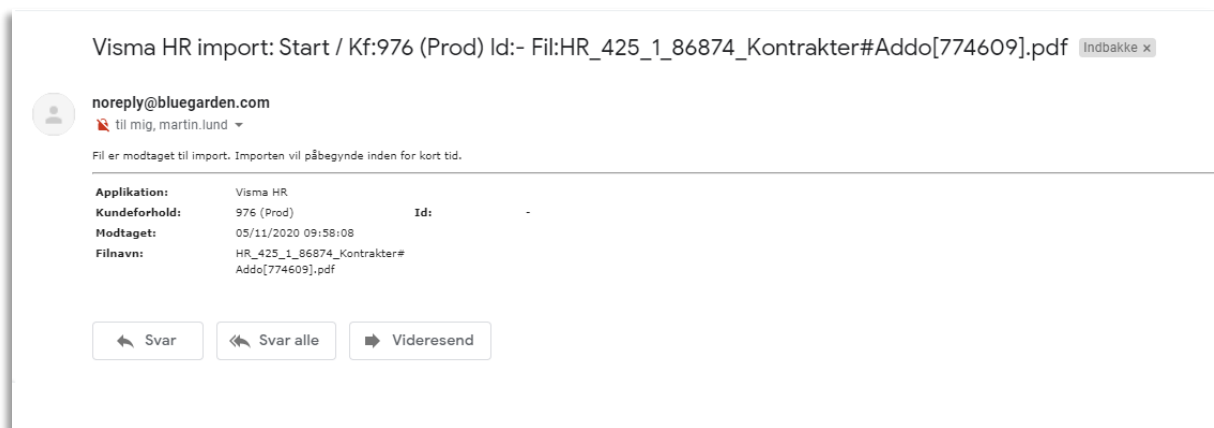 Visma HR import: Start / Kf:976 (Prod) Id:- Fil:HR_425_1_86874_Kontrakter#Addo[774609].pdf Indbakke x
noreply@bluegarden.com
til mig, martin.lund
Fil er modtaget til import. Importen vil påbegynde inden for kort tid.
Applikation: Visma HR
Kundeforhold: 976 (Prod) Id: -
Modtaget: 05/11/2020 09:58:08
Filnavn: HR_425_1_86874_Kontrakter#
Addo[774609].pdf
Svar Svar alle Videresend